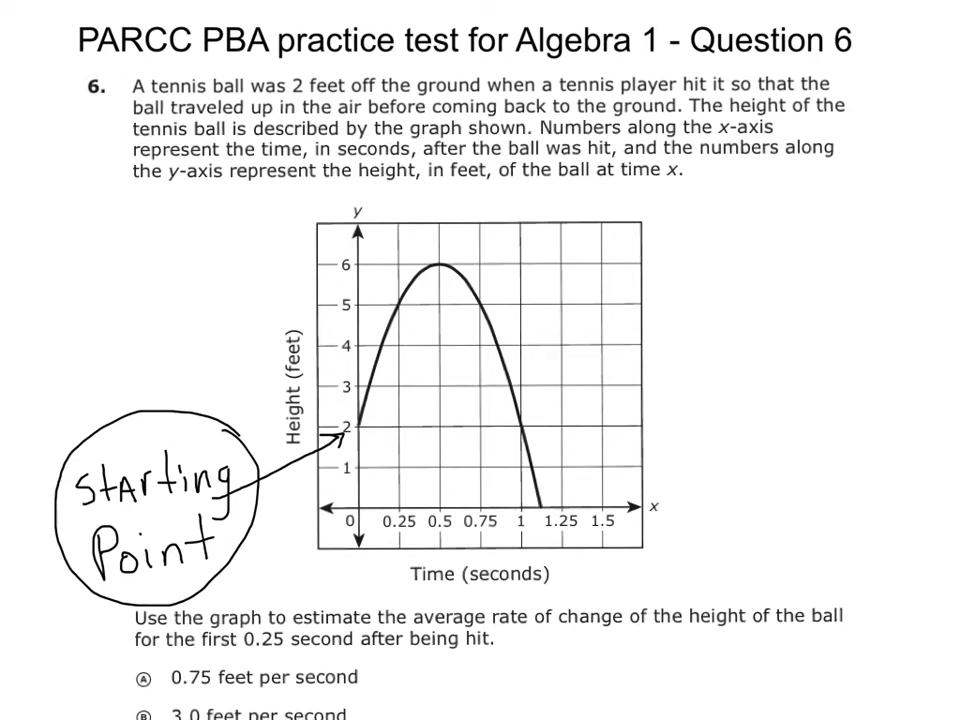 PARCC PBA practice test for Algebra 1 - Question 6
6. A tennis ball was 2 feet off the ground when a tennis player hit it so that the
ball traveled up in the air before coming back to the ground. The height of the
tennis ball is described by the graph shown. Numbers along the x-axis
represent the time, in seconds, after the ball was hit, and the numbers along
the y-axis represent the height, in feet, of the ball at time x.
y
6
5
4
3
2
1
Height (feet)
Starting
Point
x
0 0.25 0.5 0.75 1 1.25 1.5
Time (seconds)
Use the graph to estimate the average rate of change of the height of the ball
for the first 0.25 second after being hit.
A 0.75 feet per second
B 3.0 feet per second